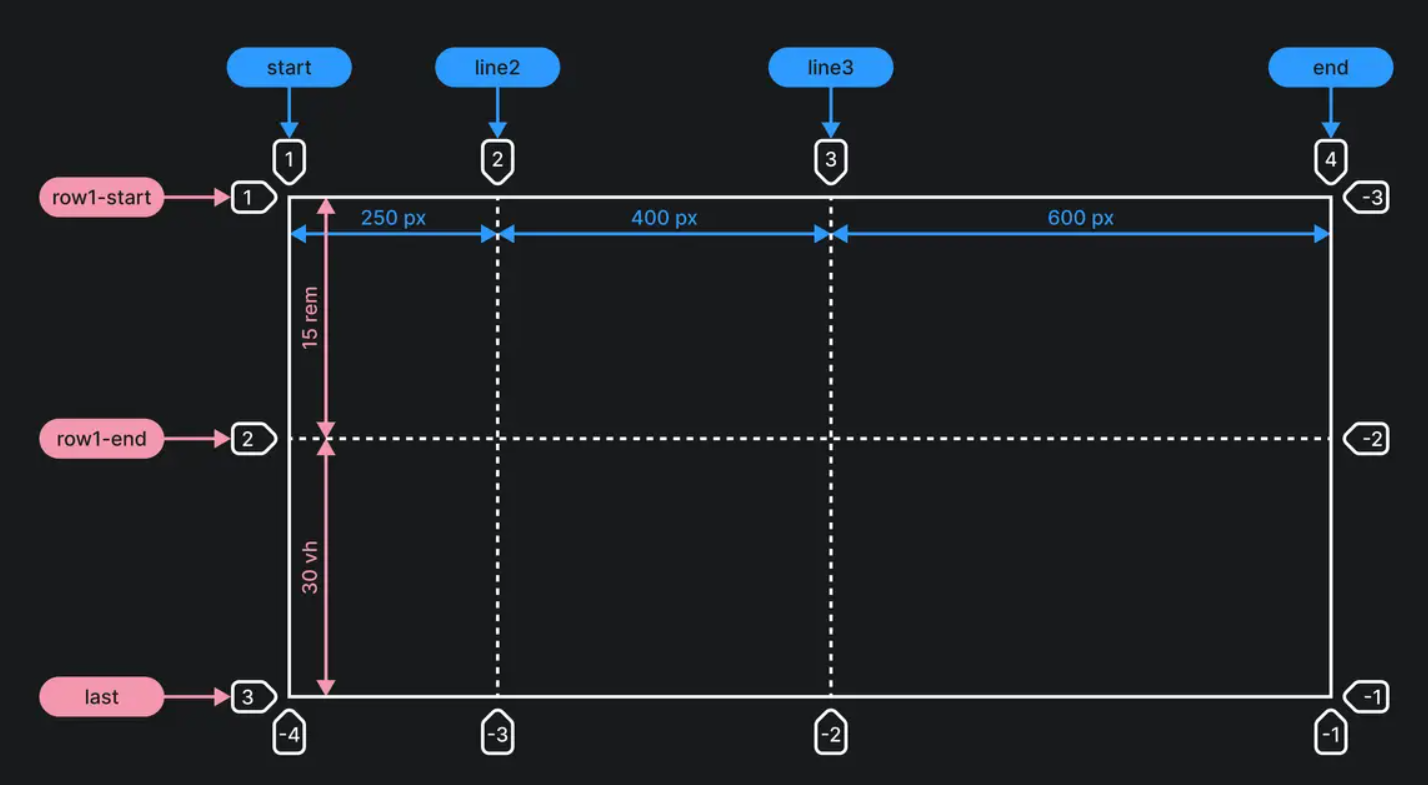 start
line2
line3
end
1
2
3
4
row1-start
1
-3
250 px
400 px
600 px
15 rem
row1-end
2
-2
30 vh
last
3
-1
-4
-3
-2
-1